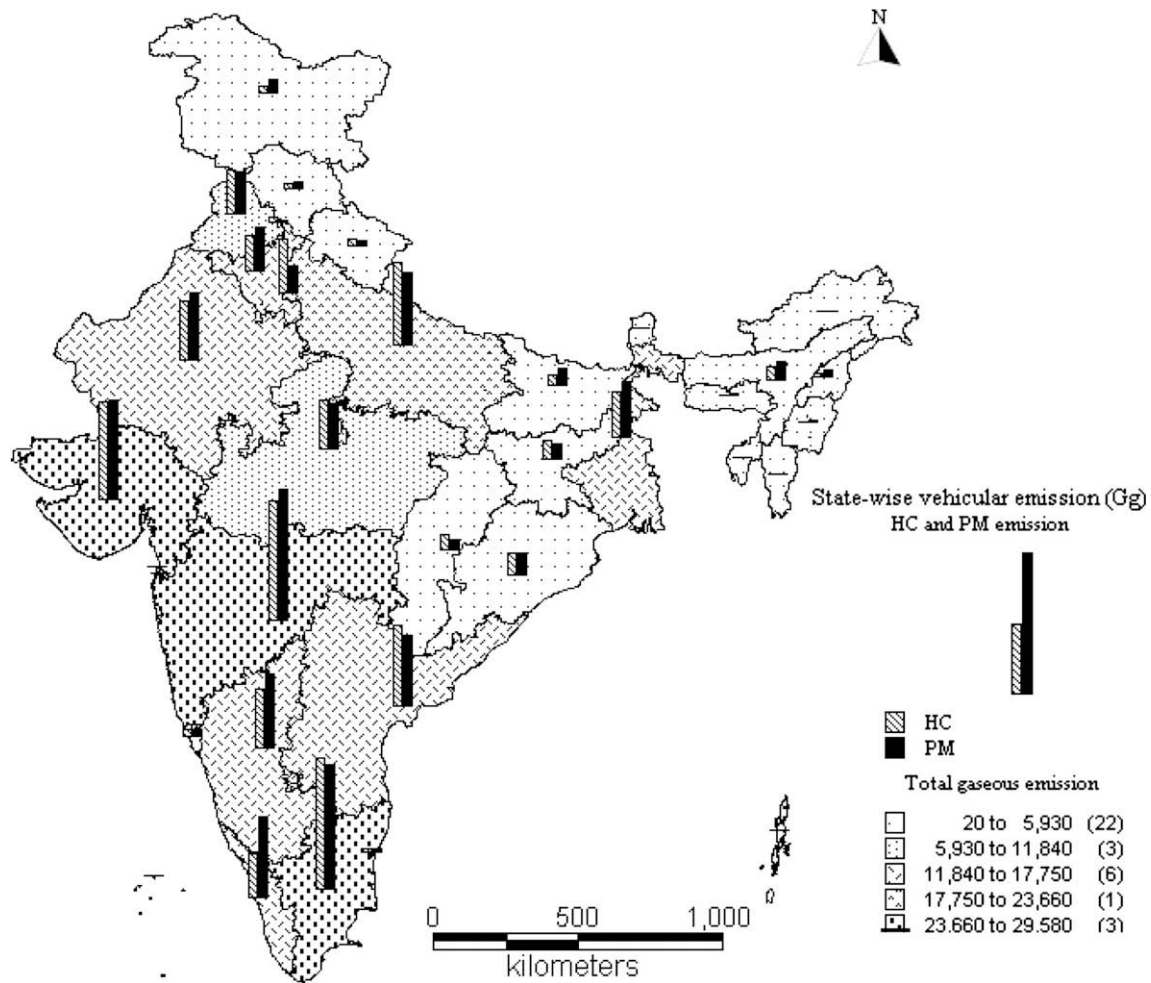 N
State-wise vehicular emission (Gg)
HC and PM emission
HC
PM
Total gaseous emission
20 to 5,930 (22)
5,930 to 11,840 (3)
11,840 to 17,750 (6)
17,750 to 23,660 (1)
23.660 to 29.580 (3)
0 500 1,000
kilometers